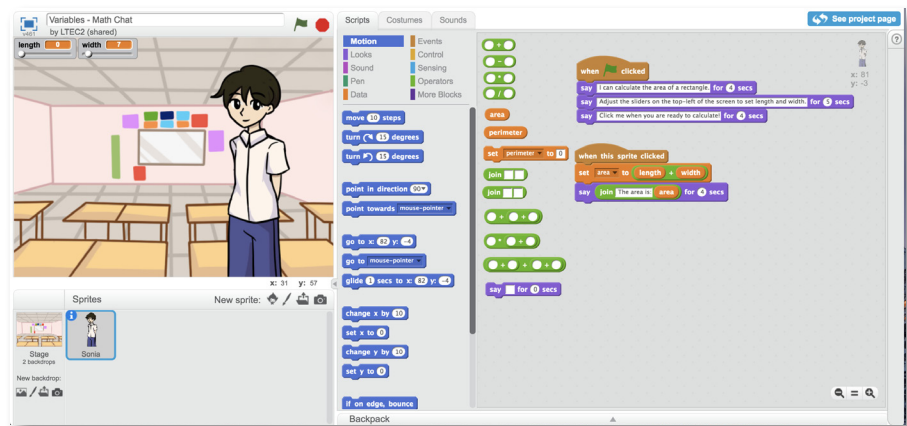 Variables - Math Chat
v461
by LTEC2 (shared)
length 0 width 7
X: 31 y: 57
Sprites New sprite:
Stage
2 backdrops
New backdrop:
Sonia
Scripts Costumes Sounds
See project page
Motion Events
Looks Control
Sound Sensing
Pen Operators
Data More Blocks
move 10 steps
turn 15 degrees
turn 15 degrees
point in direction 90
point towards mouse-pointer
go to x: 82 y: -4
go to mouse-pointer
glide 1 secs to x: 82 y: -4
change x by 10
set x to 0
change y by 10
set y to 0
if on edge, bounce
+
-
*
/
area
perimeter
set perimeter to 0
join
join
+ +
* +
+ + +
say for 0 secs
when clicked
say I can calculate the area of a rectangle. for 4 secs
say Adjust the sliders on the top-left of the screen to set length and width. for 5 secs
say Click me when you are ready to calculate! for 4 secs
when this sprite clicked
set area to length + width
say join The area is: area for 4 secs
x: 81
y: -3
?
Backpack